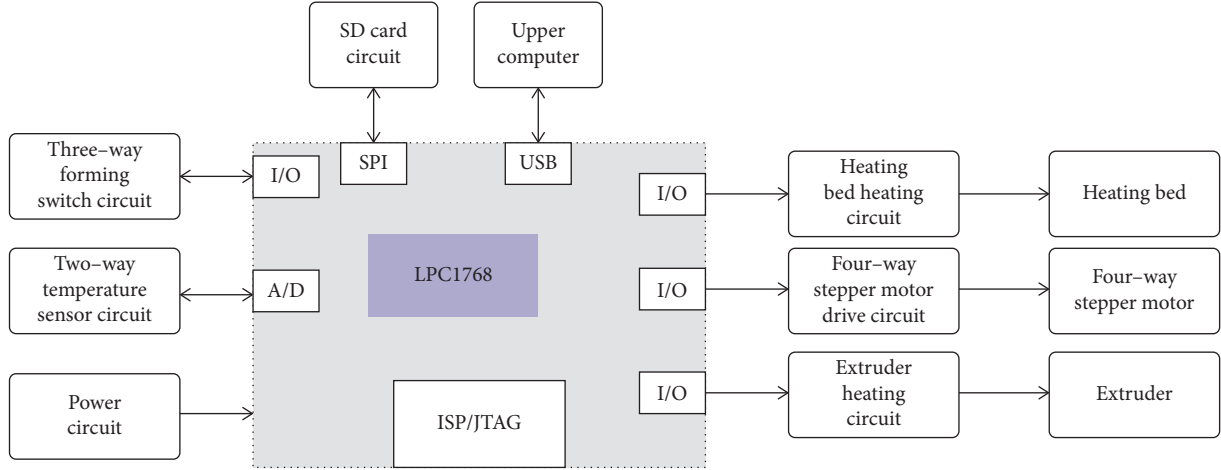 SD card
circuit
Upper
computer
Three–way
forming
switch circuit
I/O
SPI
USB
I/O
Heating
bed heating
circuit
Heating bed
Two–way
temperature
sensor circuit
A/D
LPC1768
I/O
Four–way
stepper motor
drive circuit
Four–way
stepper motor
Power
circuit
ISP/JTAG
I/O
Extruder
heating
circuit
Extruder